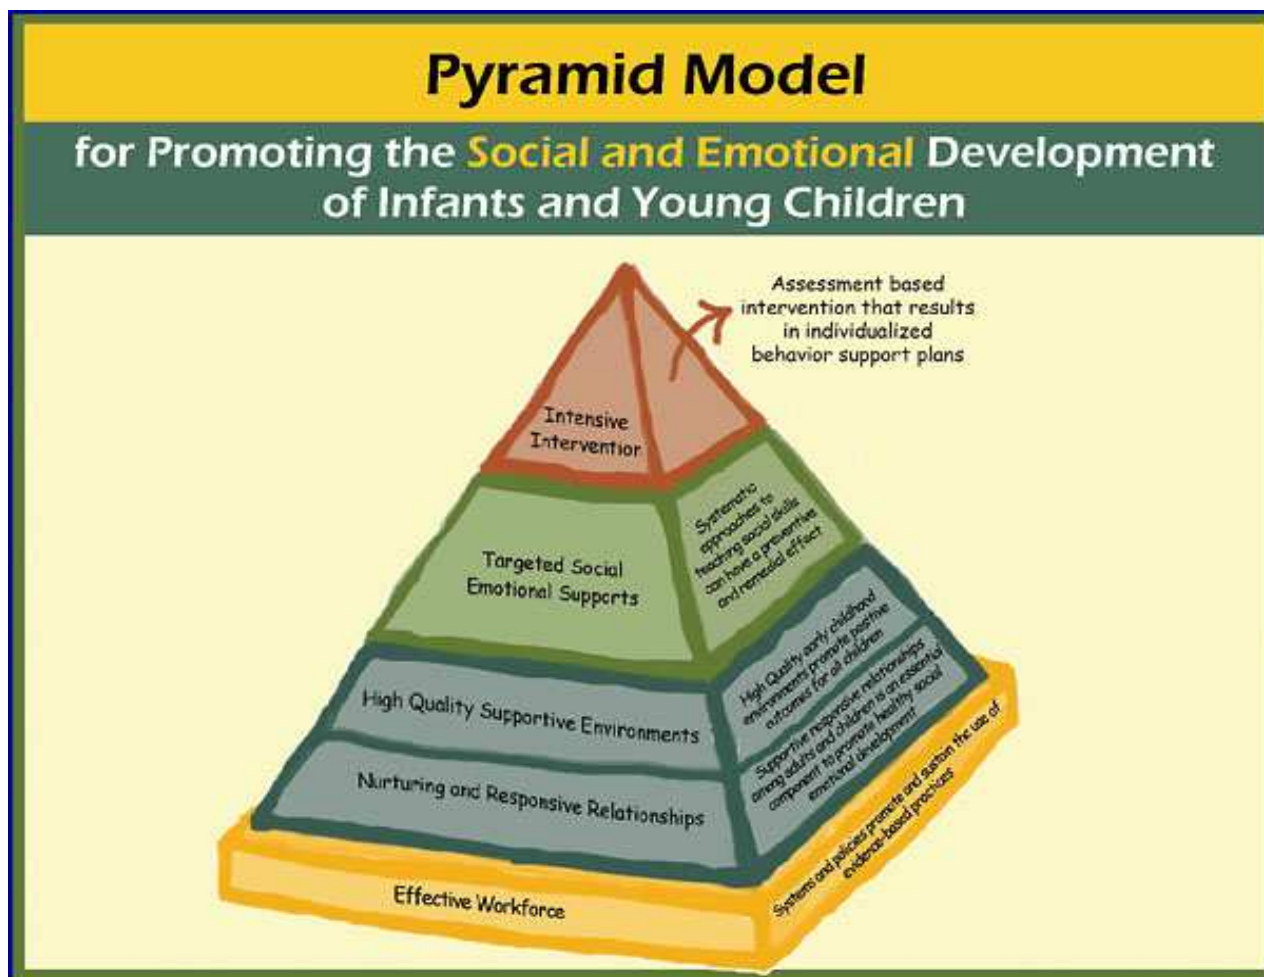 Pyramid Model
for Promoting the Social and Emotional Development
of Infants and Young Children
Assessment based
intervention that results
in individualized
behavior support plans
Intensive
Intervention
Systematic
approaches to
teaching social skills
can have a preventive
and remedial effect
Targeted Social
Emotional Supports
High Quality early childhood
environments promote positive
outcomes for all children
High Quality Supportive Environments
Supportive responsive relationships
among adults and children is an essential
component to promote healthy social
emotional development
Nurturing and Responsive Relationships
Systems and policies promote and sustain the use of
evidence-based practices
Effective Workforce